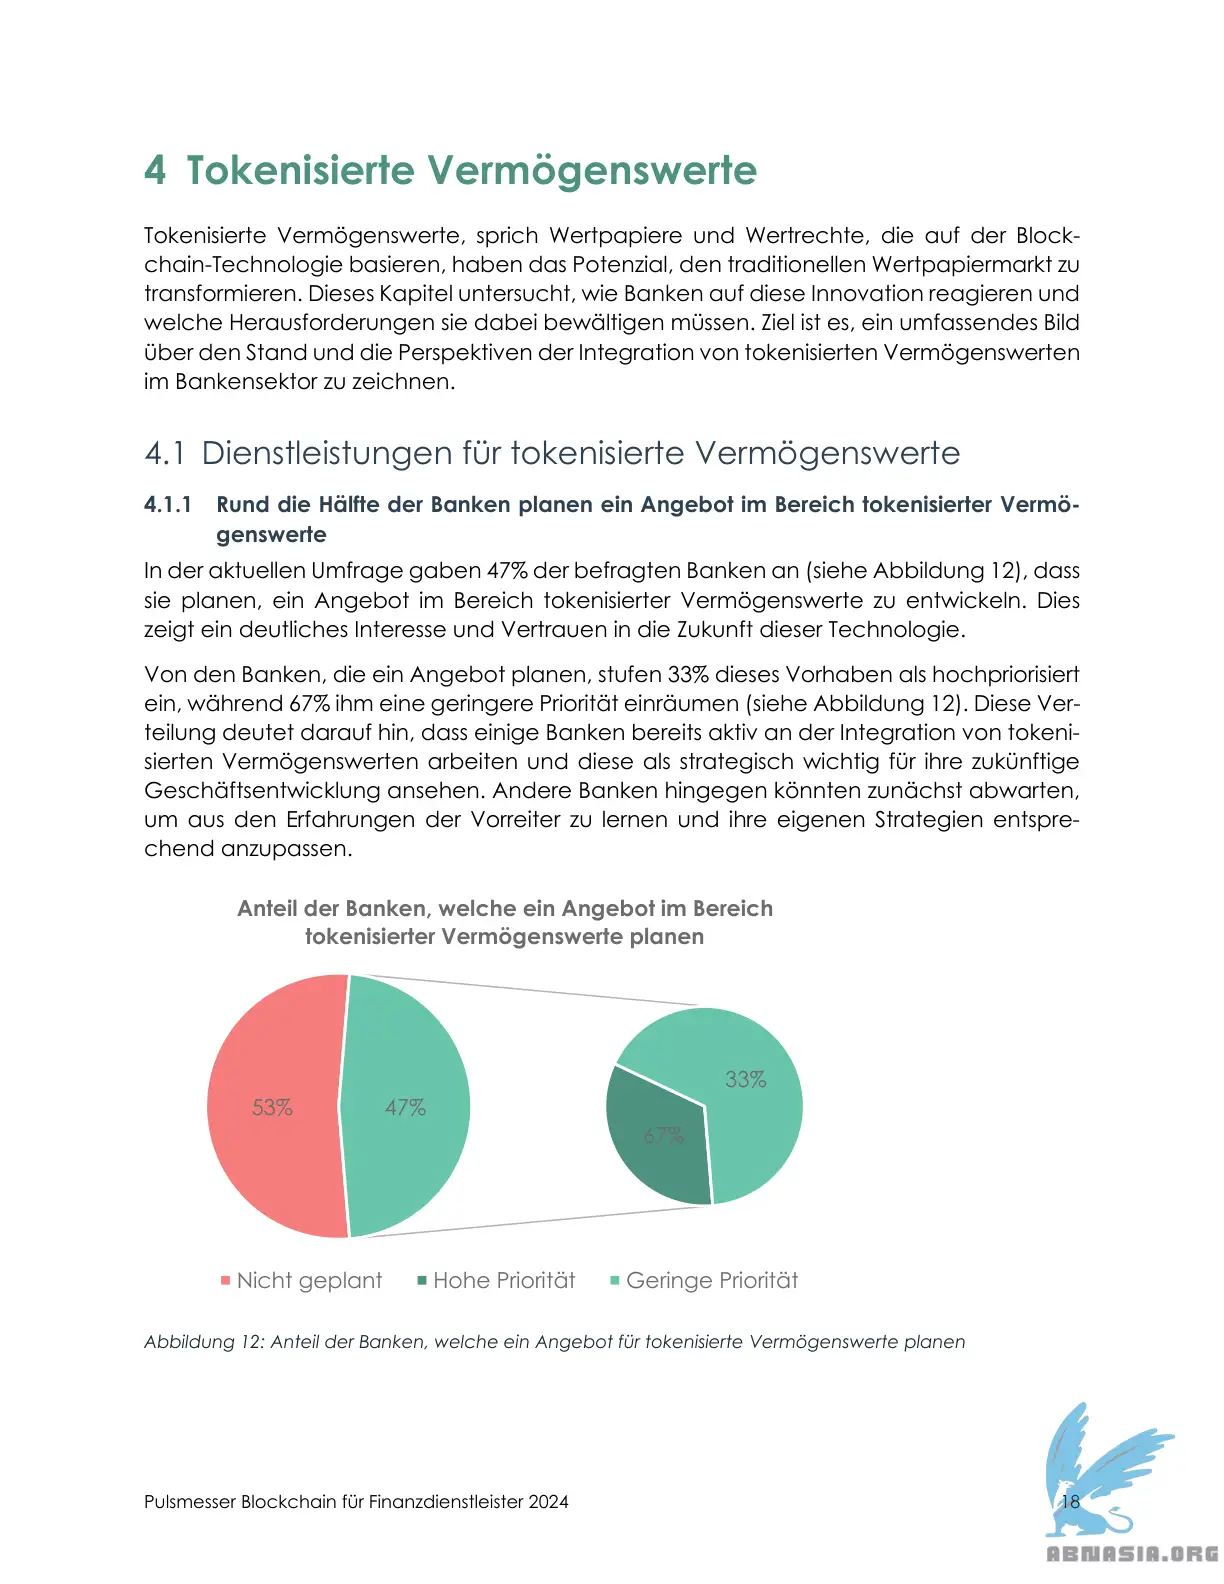 4 Tokenisierte Vermögenswerte
Tokenisierte Vermögenswerte, sprich Wertpapiere und Wertrechte, die auf der Block-
chain-Technologie basieren, haben das Potenzial, den traditionellen Wertpapiermarkt zu
transformieren. Dieses Kapitel untersucht, wie Banken auf diese Innovation reagieren und
welche Herausforderungen sie dabei bewältigen müssen. Ziel ist es, ein umfassendes Bild
über den Stand und die Perspektiven der Integration von tokenisierten Vermögenswerten
im Bankensektor zu zeichnen.
4.1 Dienstleistungen für tokenisierte Vermögenswerte
4.1.1 Rund die Hälfte der Banken planen ein Angebot im Bereich tokenisierter Vermö-
genswerte
In der aktuellen Umfrage gaben 47% der befragten Banken an (siehe Abbildung 12), dass
sie planen, ein Angebot im Bereich tokenisierter Vermögenswerte zu entwickeln. Dies
zeigt ein deutliches Interesse und Vertrauen in die Zukunft dieser Technologie.
Von den Banken, die ein Angebot planen, stufen 33% dieses Vorhaben als hochpriorisiert
ein, während 67% ihm eine geringere Priorität einräumen (siehe Abbildung 12). Diese Ver-
teilung deutet darauf hin, dass einige Banken bereits aktiv an der Integration von tokeni-
sierten Vermögenswerten arbeiten und diese als strategisch wichtig für ihre zukünftige
Geschäftsentwicklung ansehen. Andere Banken hingegen könnten zunächst abwarten,
um aus den Erfahrungen der Vorreiter zu lernen und ihre eigenen Strategien entspre-
chend anzupassen.
Anteil der Banken, welche ein Angebot im Bereich
tokenisierter Vermögenswerte planen
53% 47%
33%
67%
Nicht geplant Hohe Priorität Geringe Priorität
Abbildung 12: Anteil der Banken, welche ein Angebot für tokenisierte Vermögenswerte planen
Pulsmesser Blockchain für Finanzdienstleister 2024 18
ABNASIA.ORG